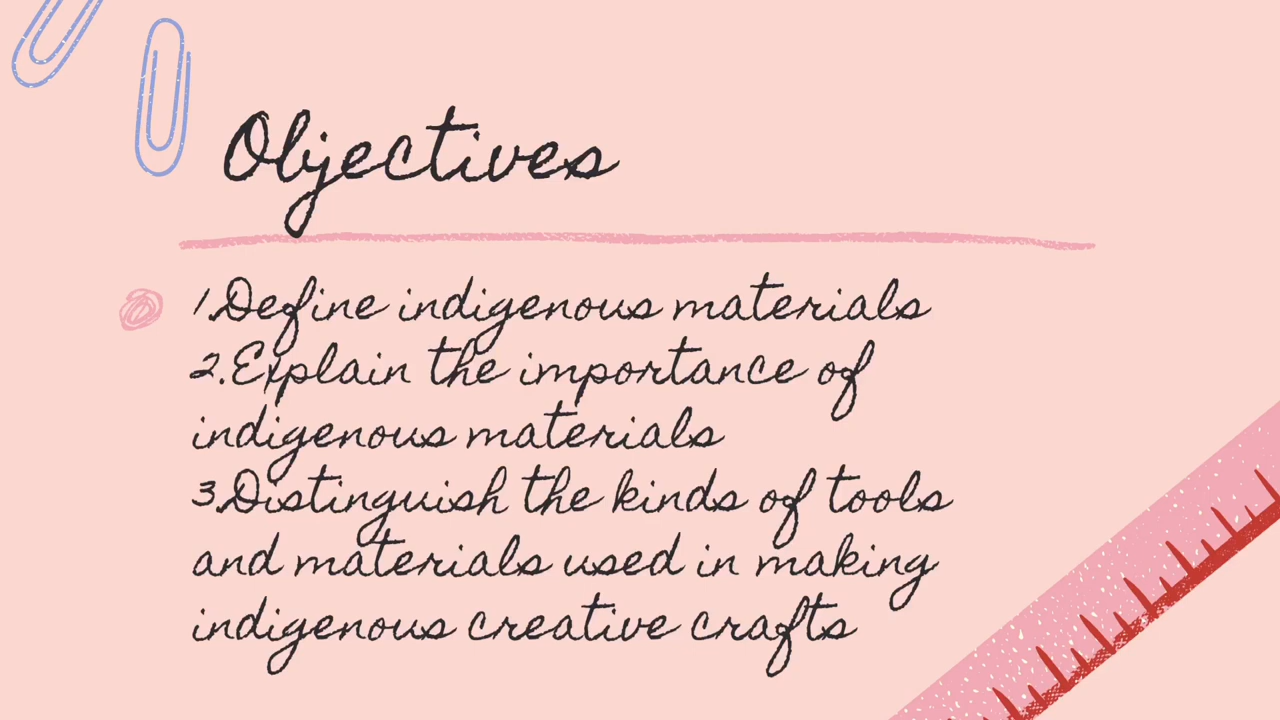 Objectives
1.Define indigenous materials
2.Explain the importance of
indigenous materials
3.Distinguish the kinds of tools
and materials used in making
indigenous creative crafts